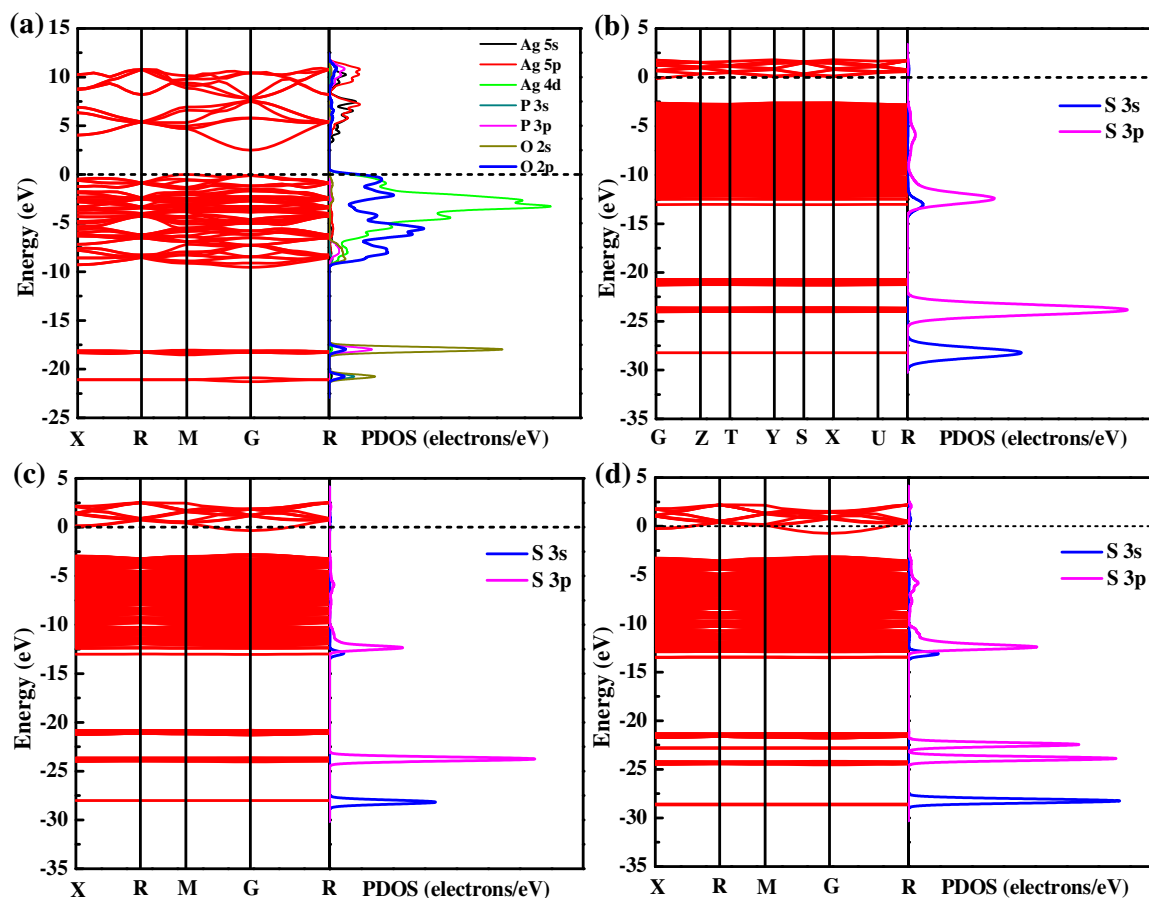 (a)
15
10
5
0
-5
-10
-15
-20
-25
Energy (eV)
Ag 5s
Ag 5p
Ag 4d
P 3s
P 3p
O 2s
O 2p
X R M G R PDOS (electrons/eV)
(b)
5
0
-5
-10
-15
-20
-25
-30
-35
Energy (eV)
S 3s
S 3p
G Z T Y S X U R PDOS (electrons/eV)
(c)
5
0
-5
-10
-15
-20
-25
-30
-35
Energy (eV)
S 3s
S 3p
X R M G R PDOS (electrons/eV)
(d)
5
0
-5
-10
-15
-20
-25
-30
-35
Energy (eV)
S 3s
S 3p
X R M G R PDOS (electrons/eV)